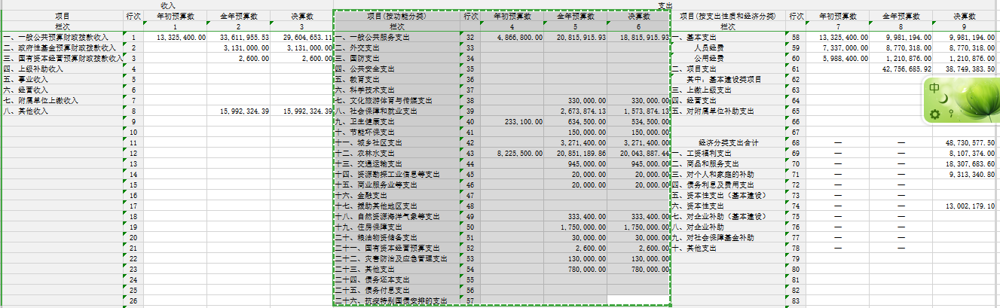 收入 支出
项目 行次 年初预算数 全年预算数 决算数 项目(按功能分类) 行次 年初预算数 全年预算数 决算数 项目(按支出性质和经济分类) 行次 年初预算数 全年预算数 决算数
栏次 1 2 3 栏次 4 5 6 栏次 7 8 9
一、一般公共预算财政拨款收入 1 13,325,400.00 33,611,955.53 29,604,653.11 一、一般公共服务支出 32 4,866,800.00 20,815,915.93 18,815,915.93 一、基本支出 58 13,325,400.00 9,981,194.00 9,981,194.00
二、政府性基金预算财政拨款收入 2 3,131,000.00 3,131,000.00 二、外交支出 33 人员经费 59 7,337,000.00 8,770,318.00 8,770,318.00
三、国有资本经营预算财政拨款收入 3 2,600.00 2,600.00 三、国防支出 34 公用经费 60 5,988,400.00 1,210,876.00 1,210,876.00
四、上级补助收入 4 四、公共安全支出 35 二、项目支出 61 42,756,685.92 38,749,383.50
五、事业收入 5 五、教育支出 36 其中：基本建设类项目 62
六、经营收入 6 六、科学技术支出 37 三、上缴上级支出 63
七、附属单位上缴收入 7 七、文化旅游体育与传媒支出 38 330,000.00 330,000.00 四、经营支出 64
八、其他收入 8 15,992,324.39 15,992,324.39 八、社会保障和就业支出 39 2,673,874.13 1,573,874.13 五、对附属单位补助支出 65
9 九、卫生健康支出 40 233,100.00 634,500.00 534,500.00 66
10 十、节能环保支出 41 150,000.00 150,000.00 67
11 十一、城乡社区支出 42 3,271,400.00 3,271,400.00 经济分类支出合计 68 — — 48,730,577.50
12 十二、农林水支出 43 8,225,500.00 20,851,189.86 20,043,887.44 一、工资福利支出 69 — — 8,107,374.00
13 十三、交通运输支出 44 945,000.00 945,000.00 二、商品和服务支出 70 — — 18,307,683.60
14 十四、资源勘探工业信息等支出 45 20,000.00 20,000.00 三、对个人和家庭的补助 71 — — 9,313,340.80
15 十五、商业服务业等支出 46 20,000.00 20,000.00 四、债务利息及费用支出 72 — —
16 十六、金融支出 47 五、资本性支出（基本建设） 73 — —
17 十七、援助其他地区支出 48 六、资本性支出 74 — — 13,002,179.10
18 十八、自然资源海洋气象等支出 49 333,400.00 333,400.00 七、对企业补助（基本建设） 75 — —
19 十九、住房保障支出 50 1,750,000.00 1,750,000.00 八、对企业补助 76 — —
20 二十、粮油物资储备支出 51 30,000.00 30,000.00 九、对社会保障基金补助 77 — —
21 二十一、国有资本经营预算支出 52 2,600.00 2,600.00 十、其他支出 78 — —
22 二十二、灾害防治及应急管理支出 53 130,000.00 130,000.00 79
23 二十三、其他支出 54 780,000.00 780,000.00 80
24 二十四、债务还本支出 55 81
25 二十五、债务付息支出 56 82
26 二十六、抗疫特别国债安排的支出 57 83
中